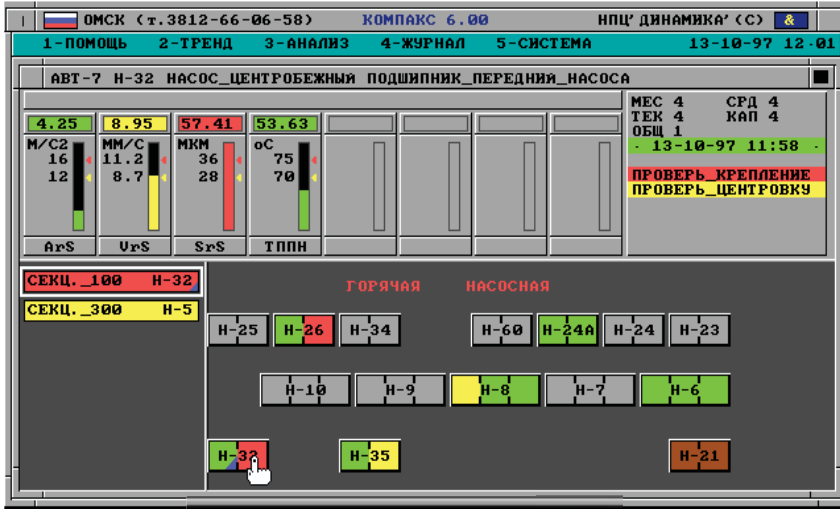 ОМСК (т.3812-66-06-58) КОМПАКС 6.00 НПЦ'ДИНАМИКА'(С) &
1-ПОМОЩЬ 2-ТРЕНД 3-АНАЛИЗ 4-ЖУРНАЛ 5-СИСТЕМА 13-10-97 12·01
АВТ-7 Н-32 НАСОС_ЦЕНТРОБЕЖНЫЙ ПОДШИПНИК_ПЕРЕДНИЙ_НАСОСА
МЕС 4 СРД 4
ТЕК 4 КАП 4
ОБЩ 1
· 13-10-97 11:58 ·
ПРОВЕРЬ_КРЕПЛЕНИЕ
ПРОВЕРЬ_ЦЕНТРОВКУ
4.25 8.95 57.41 53.63
М/С2 ММ/С МКМ оС
16 11.2 36 75
12 8.7 28 70
ArS VrS SrS ТППН
СЕКЦ._100 Н-32
СЕКЦ._300 Н-5
ГОРЯЧАЯ НАСОСНАЯ
Н-25 Н-26 Н-34 Н-60 Н-24А Н-24 Н-23
Н-10 Н-9 Н-8 Н-7 Н-6
Н-32 Н-35 Н-21